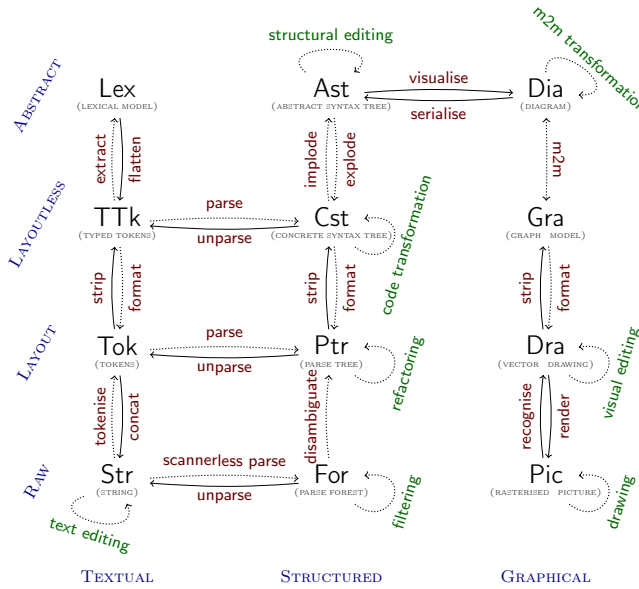 m2m transformation
structural editing
ABSTRACT
Lex
(LEXICAL MODEL)
Ast
(ABSTRACT SYNTAX TREE)
visualise
serialise
Dia
(DIAGRAM)
extract
flatten
implode
explode
m2m
LAYOUTLESS
TTk
(TYPED TOKENS)
parse
unparse
Cst
(CONCRETE SYNTAX TREE)
code transformation
Gra
(GRAPH MODEL)
strip
format
strip
format
strip
format
LAYOUT
Tok
(TOKENS)
parse
unparse
Ptr
(PARSE TREE)
refactoring
Dra
(VECTOR DRAWING)
visual editing
tokenise
concat
disambiguate
recognise
render
RAW
Str
(STRING)
scannerless parse
unparse
For
(PARSE FOREST)
filtering
Pic
(RASTERISED PICTURE)
drawing
text editing
TEXTUAL
STRUCTURED
GRAPHICAL